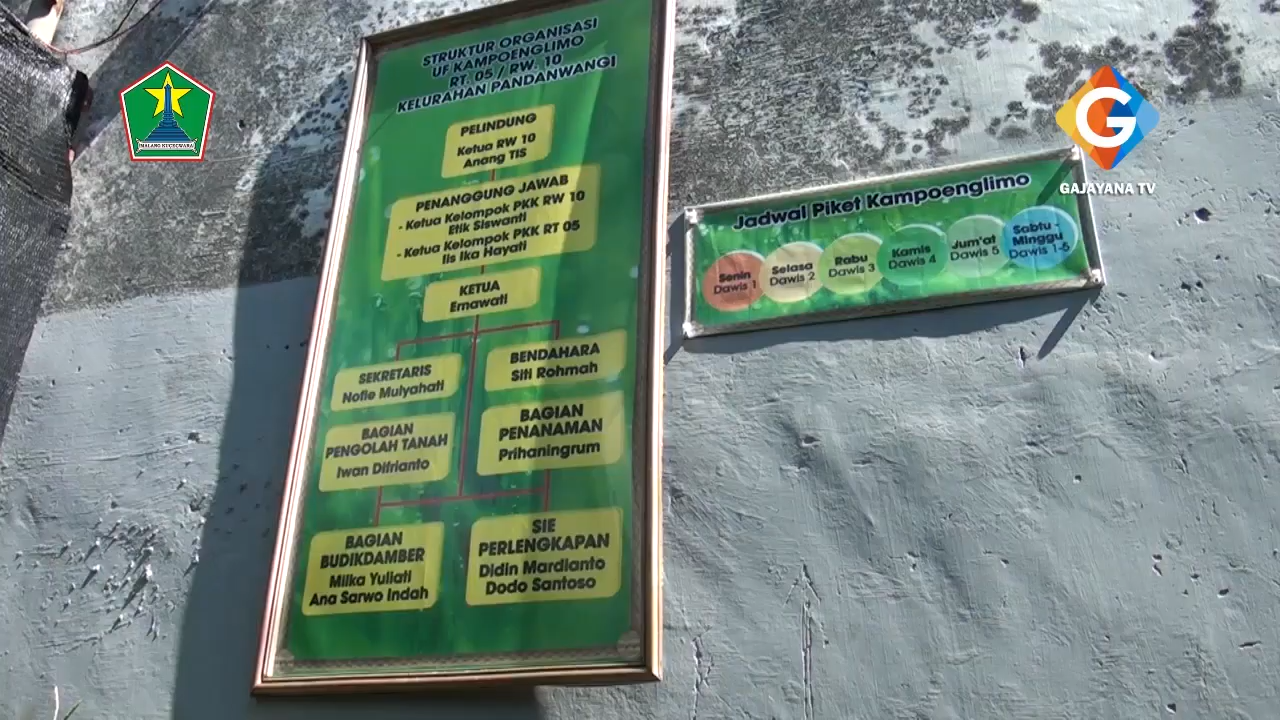 STRUKTUR ORGANISASI
UF KAMPOENGLIMO
RT. 05 / RW. 10
KELURAHAN PANDANWANGI
PELINDUNG
Ketua RW 10
Anang TIS
PENANGGUNG JAWAB
- Ketua Kelompok PKK RW 10
Etik Siswanti
- Ketua Kelompok PKK RT 05
Iis Ika Hayati
KETUA
Ernawati
SEKRETARIS
Nofie Mulyahati
BENDAHARA
Siti Rohmah
BAGIAN
PENGOLAH TANAH
Iwan Difrianto
BAGIAN
PENANAMAN
Prihaningrum
BAGIAN
BUDIKDAMBER
Milka Yuliati
Ana Sarwo Indah
SIE
PERLENGKAPAN
Didin Mardianto
Dodo Santoso
Jadwal Piket Kampoenglimo
Senin
Dawis 1
Selasa
Dawis 2
Rabu
Dawis 3
Kamis
Dawis 4
Jum'at
Dawis 5
Sabtu -
Minggu
Dawis 1-5
MALANG KUCECWARA
G
GAJAYANA TV